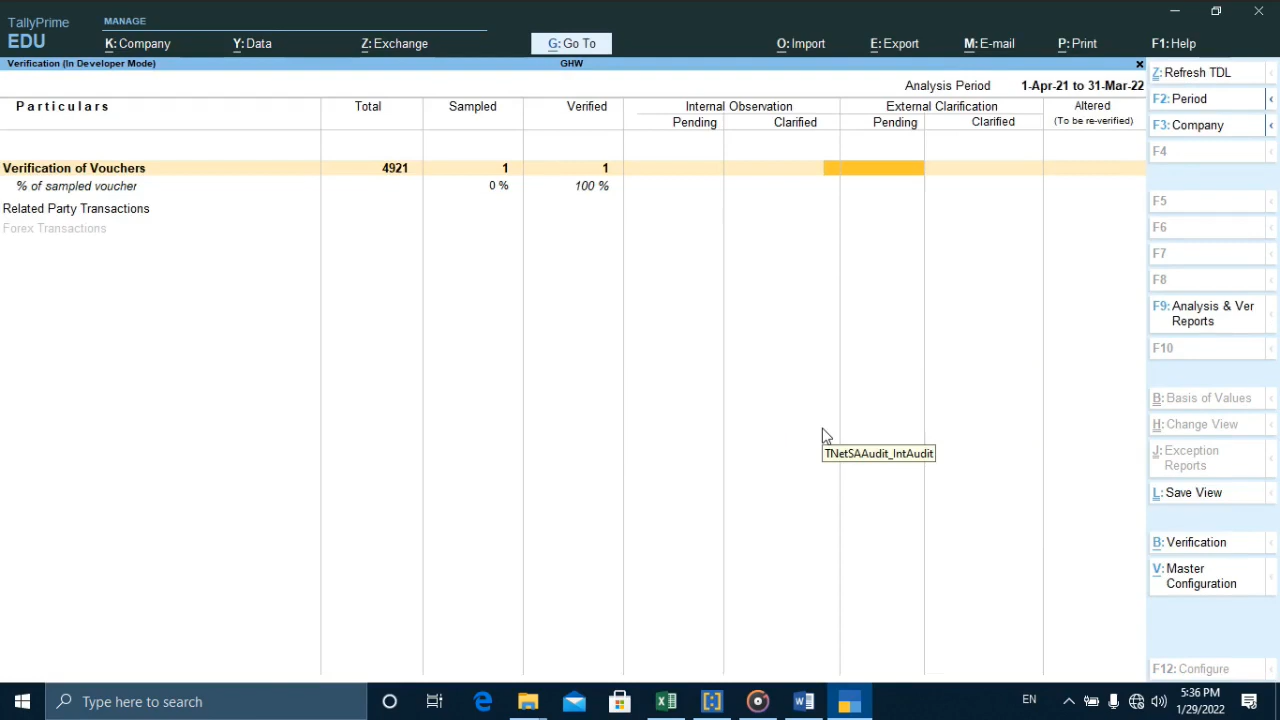 TallyPrime
EDU
MANAGE
K: Company
Y: Data
Z: Exchange
G: Go To
O: Import
E: Export
M: E-mail
P: Print
F1: Help
Verification (In Developer Mode)
GHW
Analysis Period 1-Apr-21 to 31-Mar-22
Particulars Total Sampled Verified Internal Observation External Clarification Altered
Pending Clarified Pending Clarified (To be re-verified)
Verification of Vouchers 4921 1 1
% of sampled voucher 0 % 100 %
Related Party Transactions
Forex Transactions
TNetSAAudit_IntAudit
Z: Refresh TDL
F2: Period
F3: Company
F4
F5
F6
F7
F8
F9: Analysis & Ver
Reports
F10
B: Basis of Values
H: Change View
J: Exception
Reports
L: Save View
B: Verification
V: Master
Configuration
F12: Configure
Type here to search
EN
5:36 PM
1/29/2022